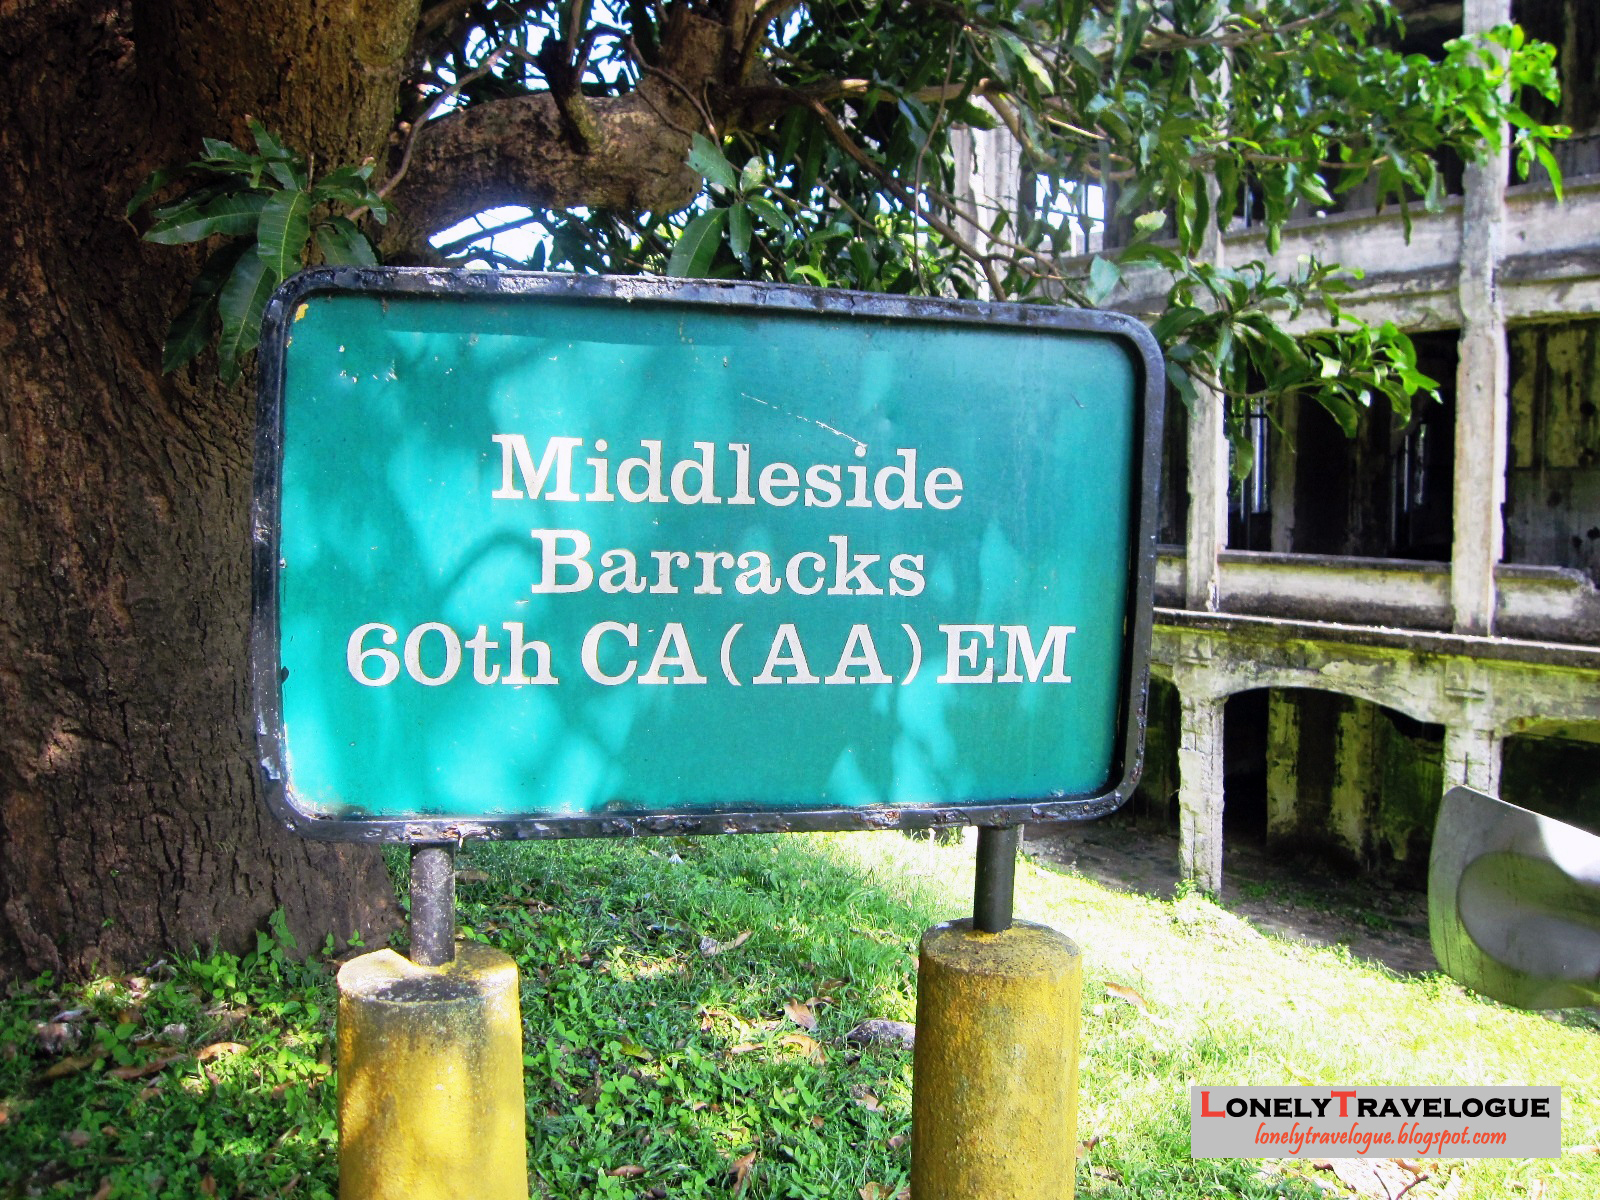 Middleside
Barracks
60th CA(AA)EM
LONELYTRAVELOGUE
lonelytravelogue.blogspot.com